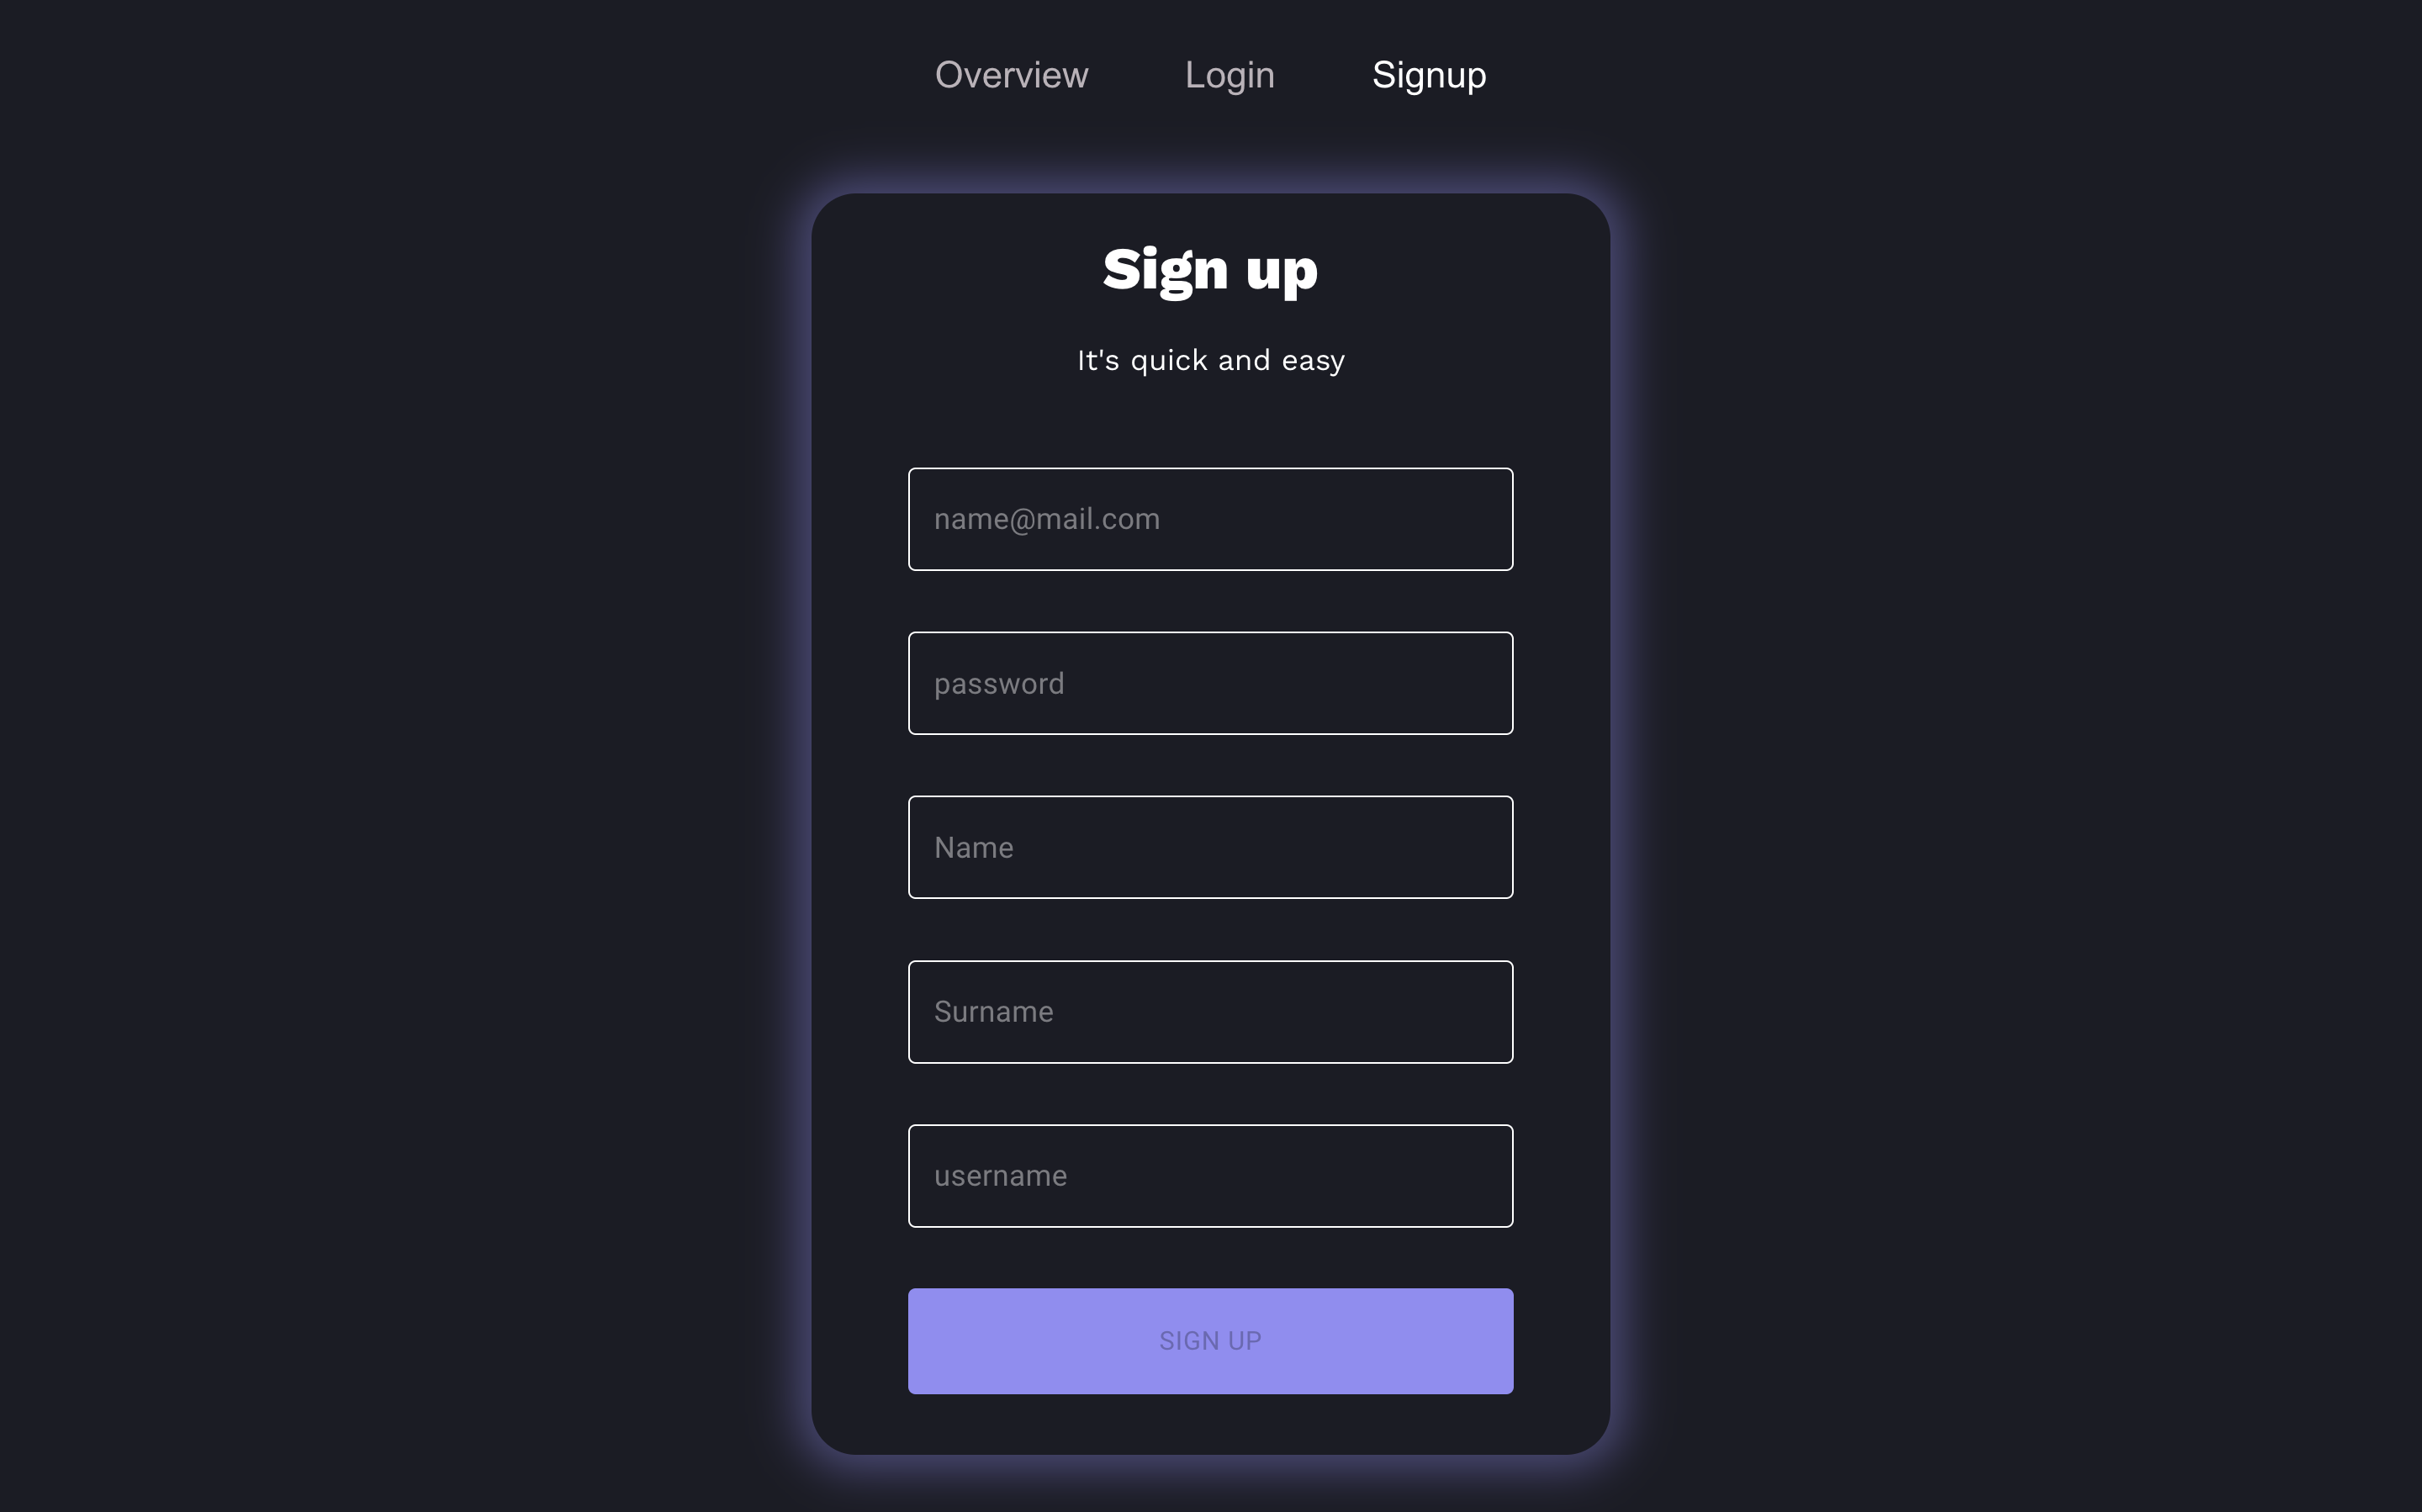 Overview Login Signup
Sign up
It's quick and easy
name@mail.com
password
Name
Surname
username
SIGN UP